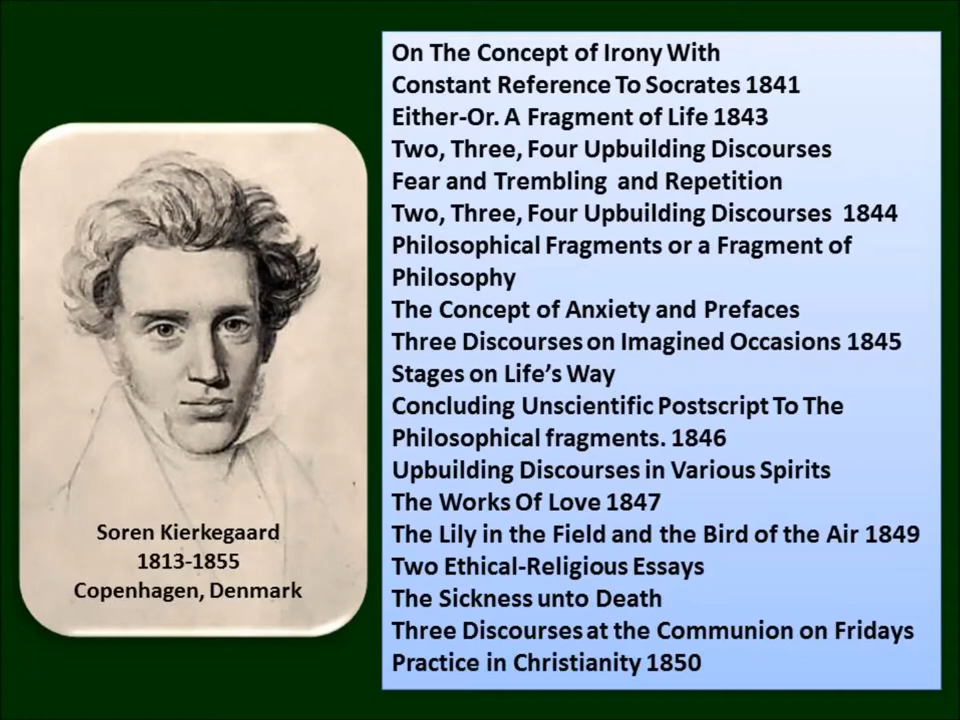 Soren Kierkegaard
1813-1855
Copenhagen, Denmark
On The Concept of Irony With
Constant Reference To Socrates 1841
Either-Or. A Fragment of Life 1843
Two, Three, Four Upbuilding Discourses
Fear and Trembling and Repetition
Two, Three, Four Upbuilding Discourses 1844
Philosophical Fragments or a Fragment of
Philosophy
The Concept of Anxiety and Prefaces
Three Discourses on Imagined Occasions 1845
Stages on Life’s Way
Concluding Unscientific Postscript To The
Philosophical fragments. 1846
Upbuilding Discourses in Various Spirits
The Works Of Love 1847
The Lily in the Field and the Bird of the Air 1849
Two Ethical-Religious Essays
The Sickness unto Death
Three Discourses at the Communion on Fridays
Practice in Christianity 1850